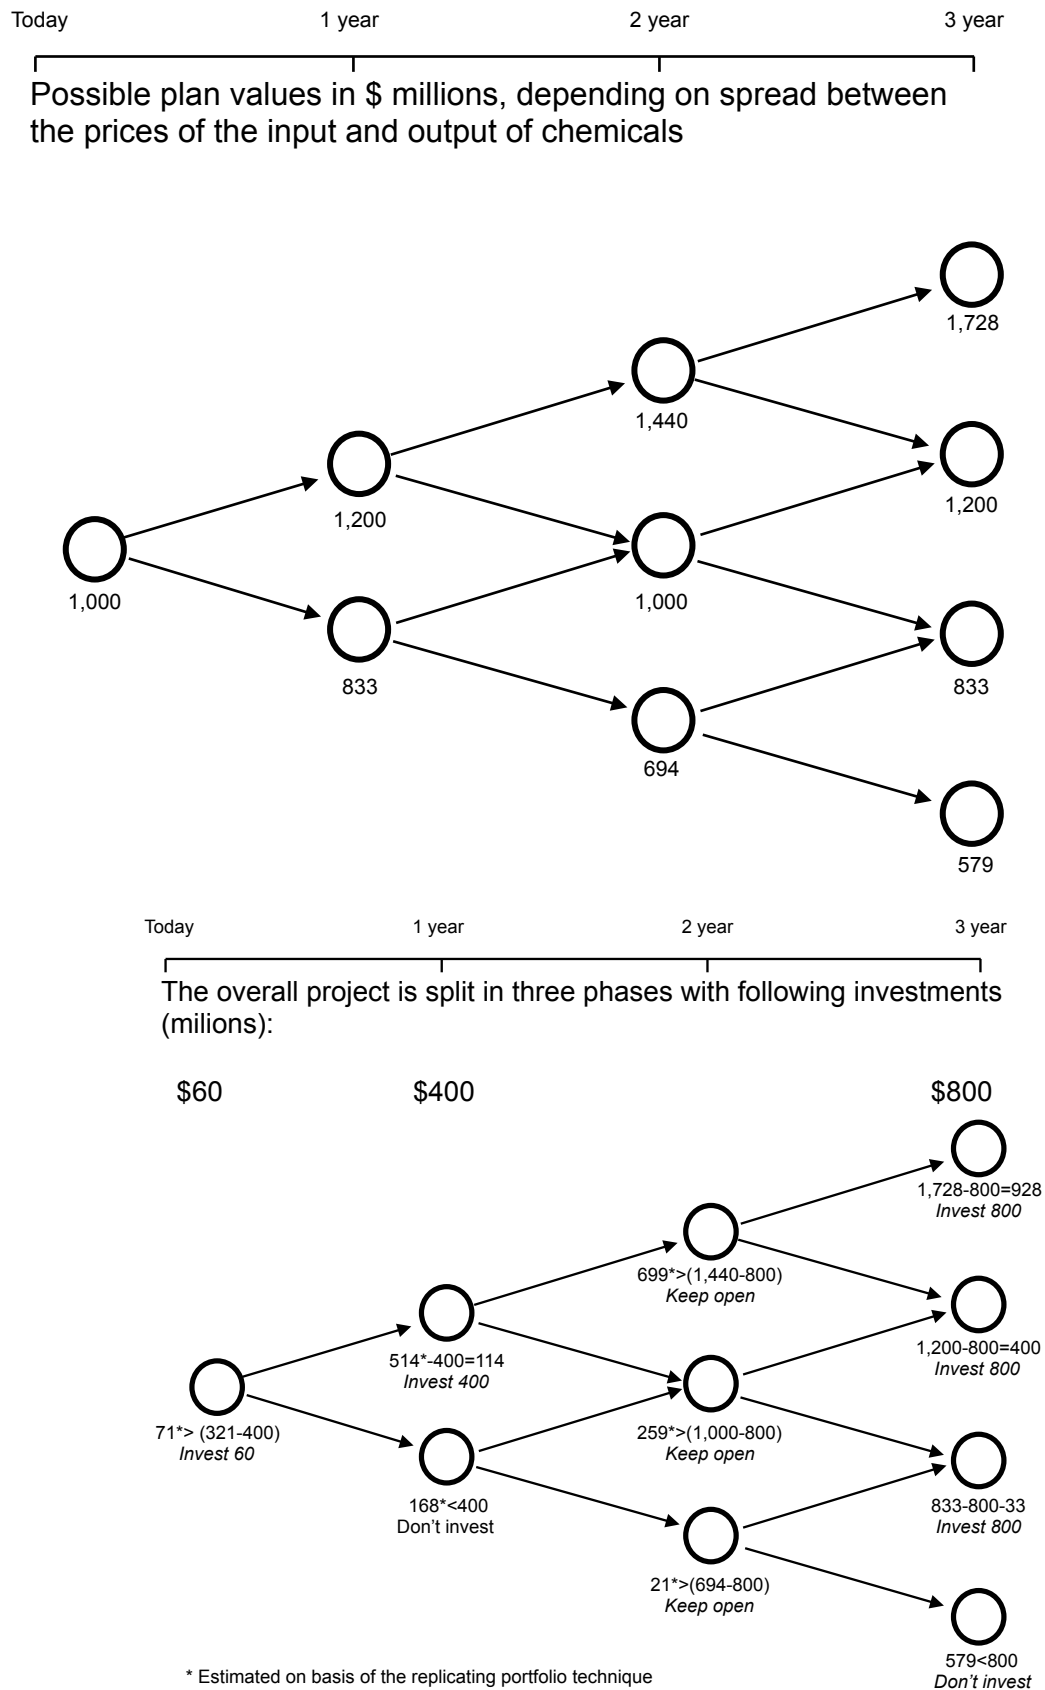 Today 1 year 2 year 3 year
Possible plan values in $ millions, depending on spread between
the prices of the input and output of chemicals
1,728
1,440
1,200
1,200
1,000
1,000
833
833
694
579
Today 1 year 2 year 3 year
The overall project is split in three phases with following investments
(milions):
$60 $400 $800
1,728-800=928
Invest 800
699*>(1,440-800)
Keep open
1,200-800=400
Invest 800
514*-400=114
Invest 400
71*> (321-400)
Invest 60
259*>(1,000-800)
Keep open
168*<400
Don't invest
833-800-33
Invest 800
21*>(694-800)
Keep open
579<800
Don't invest
* Estimated on basis of the replicating portfolio technique